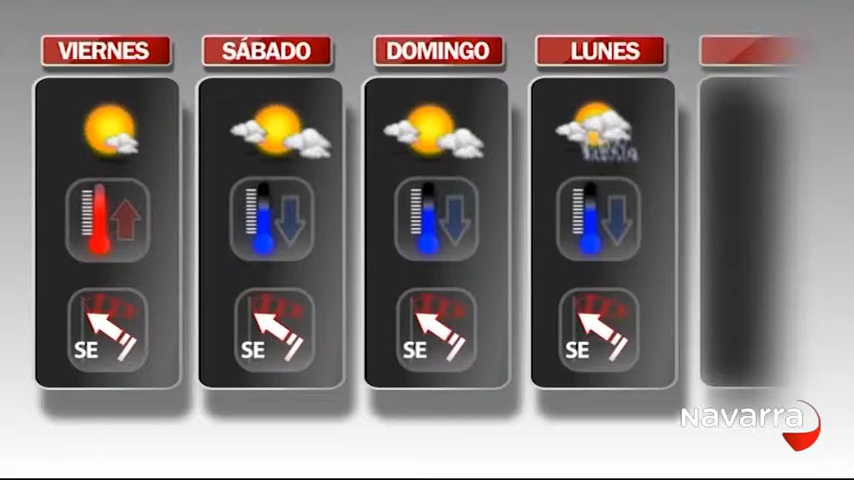 VIERNES
SÁBADO
DOMINGO
LUNES
SE
SE
SE
SE
Navarra